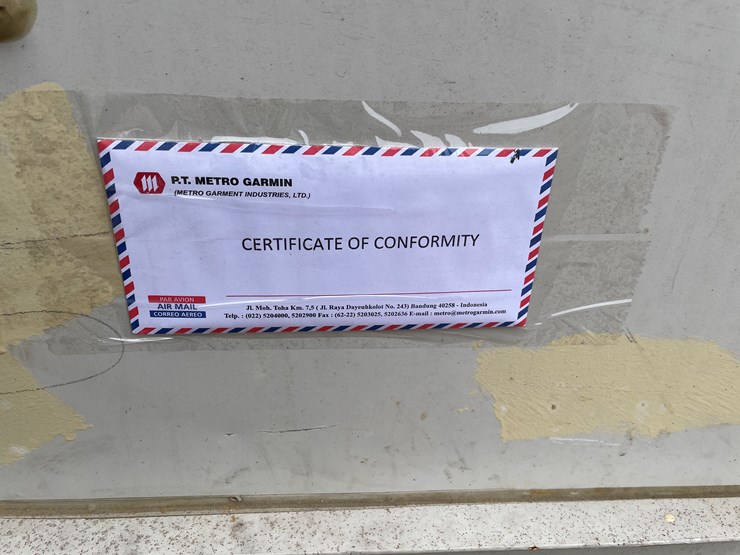 P.T. METRO GARMIN
(METRO GARMENT INDUSTRIES, LTD.)
CERTIFICATE OF CONFORMITY
PAR AVION
AIR MAIL
CORREO AEREO
Jl. Moh. Toha Km. 7,5 ( Jl. Raya Dayeuhkolot No. 243) Bandung 40258 - Indonesia
Telp. : (022) 5204000, 5202900 Fax : (62-22) 5203025, 5202636 E-mail : metro@metrogarmin.com